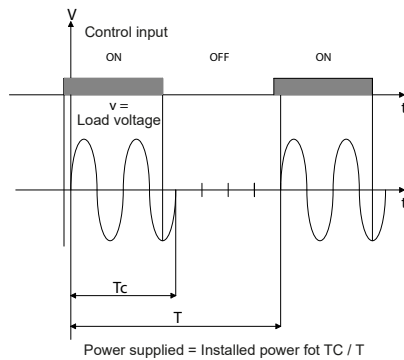 V
Control input
ON OFF ON
t
v =
Load voltage
t
Tc
T
Power supplied = Installed power fot TC / T